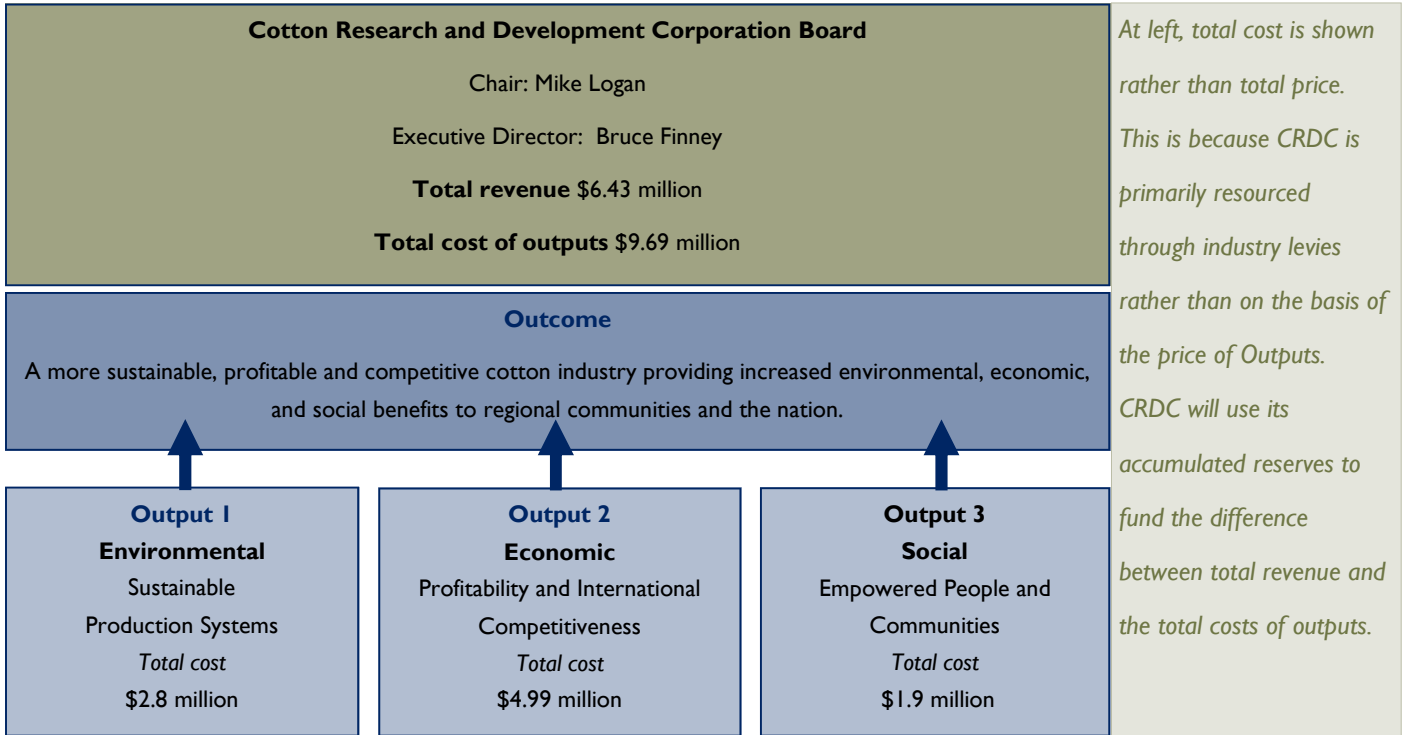 Cotton Research and Development Corporation Board
Chair: Mike Logan
Executive Director: Bruce Finney
Total revenue $6.43 million
Total cost of outputs $9.69 million
Outcome
A more sustainable, profitable and competitive cotton industry providing increased environmental, economic,
and social benefits to regional communities and the nation.
Output 1
Environmental
Sustainable
Production Systems
Total cost
$2.8 million
Output 2
Economic
Profitability and International
Competitiveness
Total cost
$4.99 million
Output 3
Social
Empowered People and
Communities
Total cost
$1.9 million
At left, total cost is shown
rather than total price.
This is because CRDC is
primarily resourced
through industry levies
rather than on the basis of
the price of Outputs.
CRDC will use its
accumulated reserves to
fund the difference
between total revenue and
the total costs of outputs.